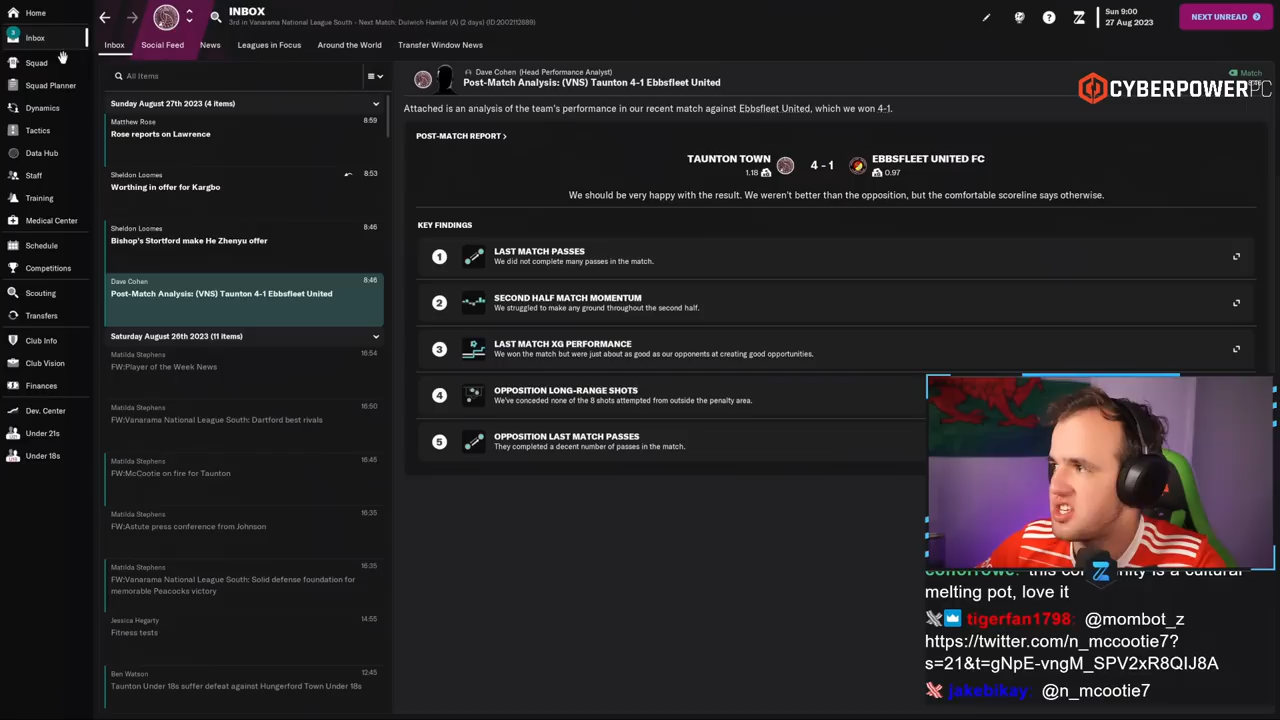 Home
3
Inbox
Squad
Squad Planner
Dynamics
Tactics
Data Hub
Staff
Training
Medical Center
Schedule
Competitions
Scouting
Transfers
Club Info
Club Vision
Finances
Dev. Center
Under 21s
Under 18s
INBOX
3rd in Vanarama National League South - Next Match: Dulwich Hamlet (A) (2 days) (ID:2002112689)
Sun 9:00
27 Aug 2023
NEXT UNREAD
Inbox
Social Feed
News
Leagues in Focus
Around the World
Transfer Window News
All Items
Sunday August 27th 2023 (4 items)
Matthew Rose
8:59
Rose reports on Lawrence
Sheldon Loomes
8:53
Worthing in offer for Kargbo
Sheldon Loomes
8:46
Bishop's Stortford make He Zhenyu offer
Dave Cohen
8:46
Post-Match Analysis: (VNS) Taunton 4-1 Ebbsfleet United
Saturday August 26th 2023 (11 items)
Matilda Stephens
16:54
FW:Player of the Week News
Matilda Stephens
16:50
FW:Vanarama National League South: Dartford best rivals
Matilda Stephens
16:45
FW:McCootie on fire for Taunton
Matilda Stephens
16:35
FW:Astute press conference from Johnson
Matilda Stephens
16:35
FW:Vanarama National League South: Solid defense foundation for
memorable Peacocks victory
Jessica Hegarty
14:55
Fitness tests
Ben Watson
12:45
Taunton Under 18s suffer defeat against Hungerford Town Under 18s
Dave Cohen (Head Performance Analyst)
Post-Match Analysis: (VNS) Taunton 4-1 Ebbsfleet United
Match
CYBERPOWERPC
Attached is an analysis of the team's performance in our recent match against Ebbsfleet United, which we won 4-1.
POST-MATCH REPORT
TAUNTON TOWN
1.18
4 - 1
EBBSFLEET UNITED FC
0.97
We should be very happy with the result. We weren't better than the opposition, but the comfortable scoreline says otherwise.
KEY FINDINGS
1
LAST MATCH PASSES
We did not complete many passes in the match.
2
SECOND HALF MATCH MOMENTUM
We struggled to make any ground throughout the second half.
3
LAST MATCH XG PERFORMANCE
We won the match but were just about as good as our opponents at creating good opportunities.
4
OPPOSITION LONG-RANGE SHOTS
We've conceded none of the 8 shots attempted from outside the penalty area.
5
OPPOSITION LAST MATCH PASSES
They completed a decent number of passes in the match.
melting pot, love it
tigerfan1798: @mombot_z
https://twitter.com/n_mccootie7?
s=21&t=gNpE-vngM_SPV2xR8QIJ8A
jakebikay: @n_mcootie7